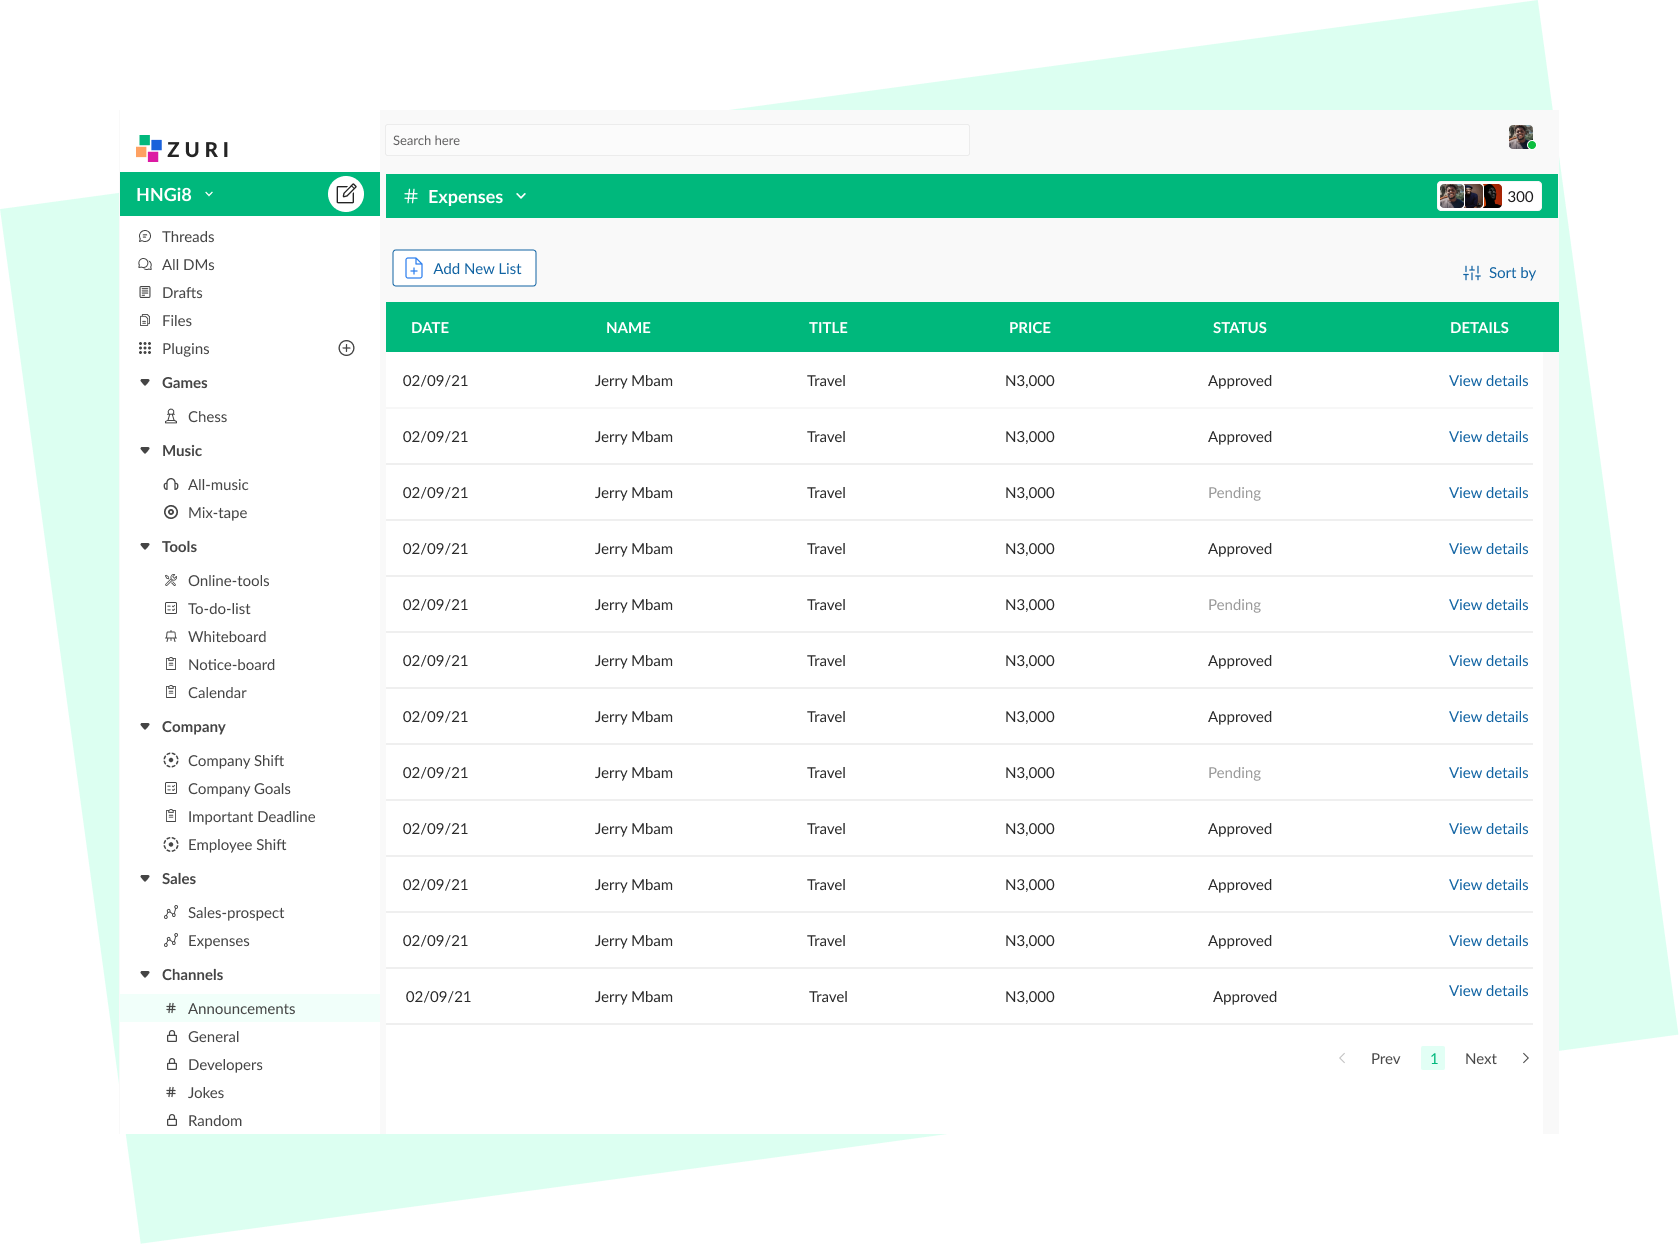 ZURI
HNGi8
Threads
All DMs
Drafts
Files
Plugins
Games
Chess
Music
All-music
Mix-tape
Tools
Online-tools
To-do-list
Whiteboard
Notice-board
Calendar
Company
Company Shift
Company Goals
Important Deadline
Employee Shift
Sales
Sales-prospect
Expenses
Channels
# Announcements
General
Developers
# Jokes
Random
Search here
# Expenses
300
Add New List
Sort by
DATE NAME TITLE PRICE STATUS DETAILS
02/09/21 Jerry Mbam Travel N3,000 Approved View details
02/09/21 Jerry Mbam Travel N3,000 Approved View details
02/09/21 Jerry Mbam Travel N3,000 Pending View details
02/09/21 Jerry Mbam Travel N3,000 Approved View details
02/09/21 Jerry Mbam Travel N3,000 Pending View details
02/09/21 Jerry Mbam Travel N3,000 Approved View details
02/09/21 Jerry Mbam Travel N3,000 Approved View details
02/09/21 Jerry Mbam Travel N3,000 Pending View details
02/09/21 Jerry Mbam Travel N3,000 Approved View details
02/09/21 Jerry Mbam Travel N3,000 Approved View details
02/09/21 Jerry Mbam Travel N3,000 Approved View details
02/09/21 Jerry Mbam Travel N3,000 Approved View details
Prev 1 Next